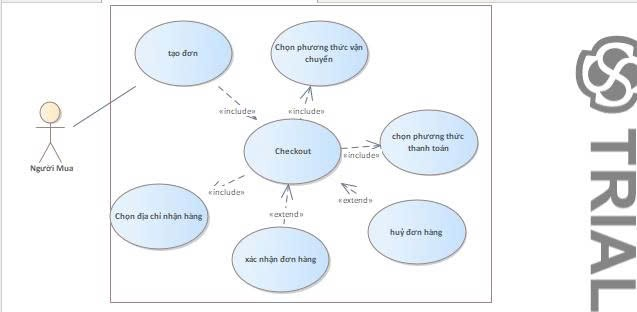 tạo đơn
Chọn phương thức vận
chuyển
«include»
«include»
Người Mua
Checkout
chọn phương thức
thanh toán
«include»
«include»
Chọn địa chỉ nhận hàng
«extend»
«extend»
huỷ đơn hàng
xác nhận đơn hàng
TRIAL